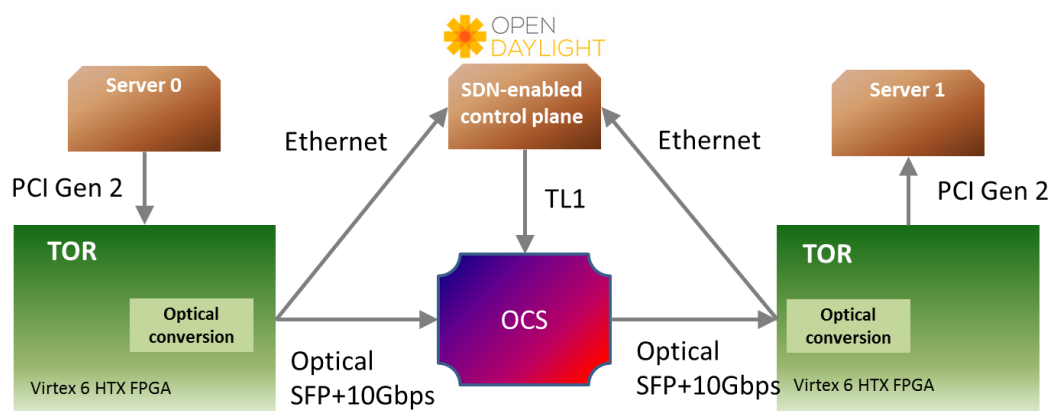 OPEN
DAYLIGHT
Server 0
SDN-enabled
control plane
Server 1
Ethernet
Ethernet
PCI Gen 2
TL1
PCI Gen 2
TOR
Optical
conversion
Virtex 6 HTX FPGA
OCS
Optical
SFP+10Gbps
Optical
SFP+10Gbps
TOR
Optical
conversion
Virtex 6 HTX FPGA